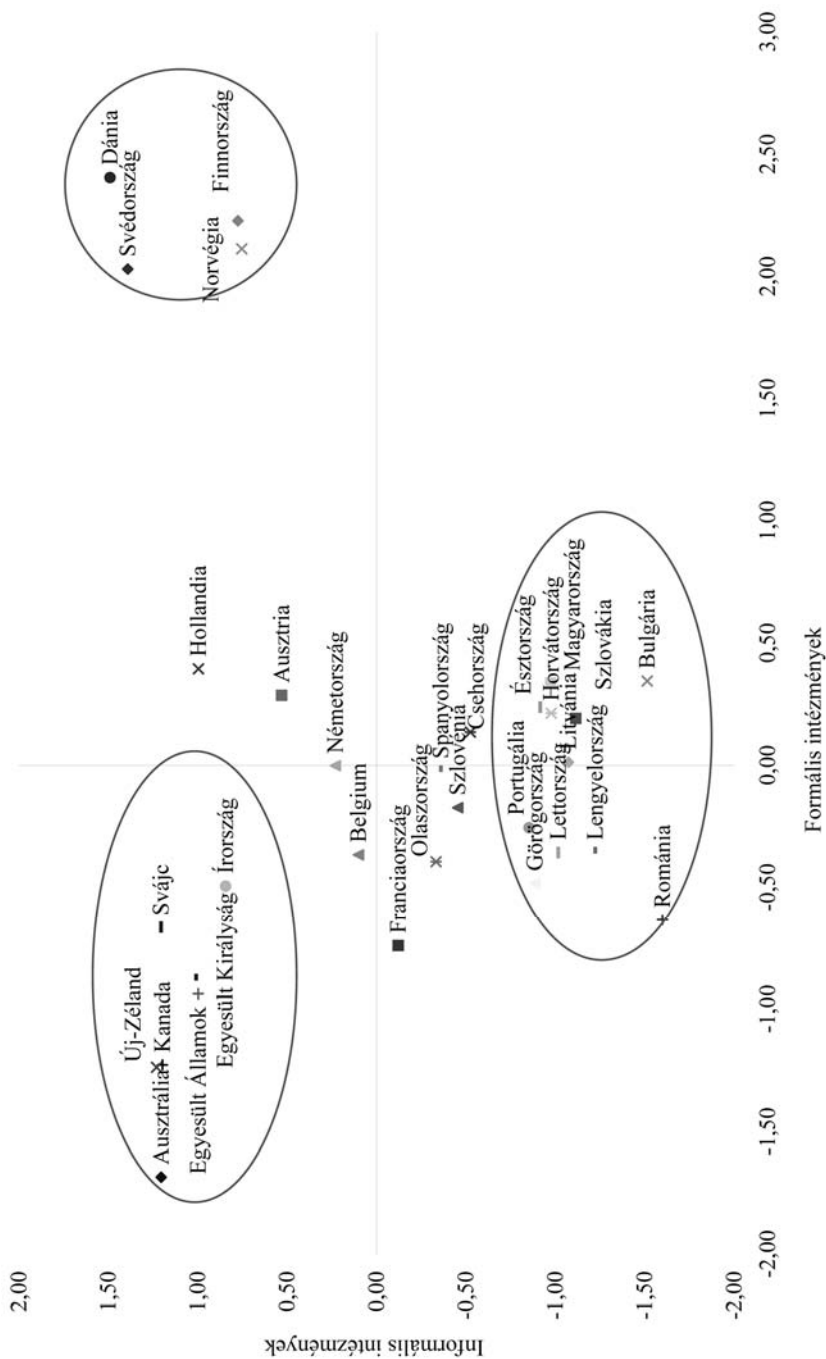 Informális intézmények
2,00
1,00
0,50
0,00
-0,50
-1,00
-1,50
-2,00
Dánia
Svédország
Finnország
Norvégia
Hollandia
Ausztria
Németország
Belgium
Új-Zéland
Svájc
Ausztrália
Kanada
Egyesült Államok
Egyesült Királyság
Írország
Franciaország
Olaszország
Spanyolország
Szlovénia
Csehország
Portugália
Észtország
Görögország
Horvátország
Lettország
Litvánia
Magyarország
Lengyelország
Szlovákia
Románia
Bulgária
-2,00
-1,50
-1,00
-0,50
0,00
0,50
1,00
1,50
2,00
2,50
3,00
Formális intézmények